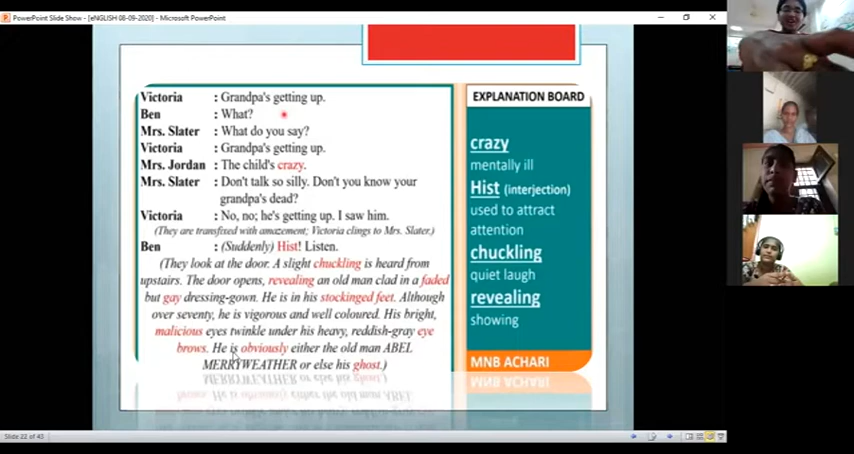 PowerPoint Slide Show - [eNGLISH 08-09-2020] - Microsoft PowerPoint
Victoria : Grandpa's getting up.
Ben : What?
Mrs. Slater : What do you say?
Victoria : Grandpa's getting up.
Mrs. Jordan : The child's crazy.
Mrs. Slater : Don't talk so silly. Don't you know your
grandpa's dead?
Victoria : No, no; he's getting up. I saw him.
(They are transfixed with amazement; Victoria clings to Mrs. Slater.)
Ben : (Suddenly) Hist! Listen.
(They look at the door. A slight chuckling is heard from
upstairs. The door opens, revealing an old man clad in a faded
but gay dressing-gown. He is in his stockinged feet. Although
over seventy, he is vigorous and well coloured. His bright,
malicious eyes twinkle under his heavy, reddish-gray eye
brows. He is obviously either the old man ABEL
MERRYWEATHER or else his ghost.)
EXPLANATION BOARD
crazy
mentally ill
Hist (interjection)
used to attract
attention
chuckling
quiet laugh
revealing
showing
MNB ACHARI
Slide 22 of 43